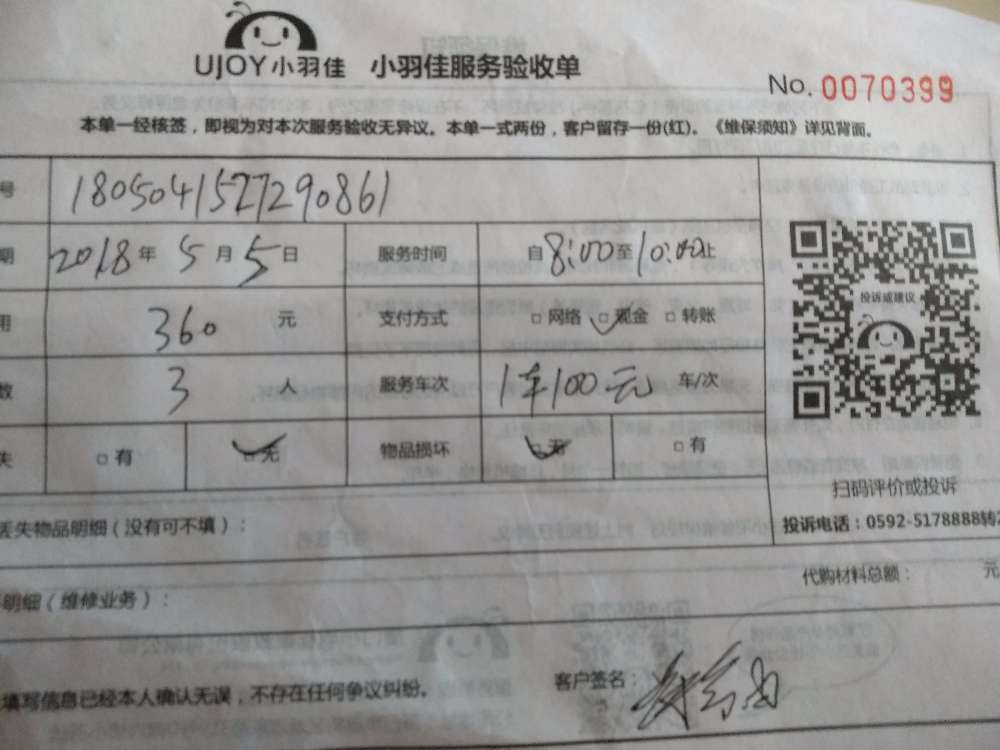 UJOY小羽佳 小羽佳服务验收单
No. 0070399
本单一经核签，即视为对本次服务验收无异议。本单一式两份，客户留存一份(红)。《维保须知》详见背面。
号 1805041527290861
期 2018年5月5日 服务时间 自8:00至10:00止
用 360 元 支付方式 □网络 □现金 □转账
投诉或建议
数 3 人 服务车次 1车100元 年/次
失 □有 □无 物品损坏 □无 □有
扫码评价或投诉
丢失物品明细（没有可不填）：
投诉电话：0592-5178888转2
代购材料总额： 元
明细（维修业务）：
填写信息已经本人确认无误，不存在任何争议纠纷。
客户签名：